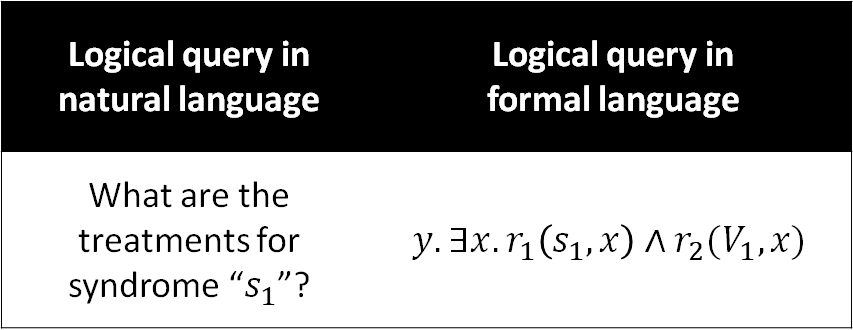 Logical query in
natural language
Logical query in
formal language
What are the
treatments for
syndrome “𝑠₁”?
𝑦. ∃𝑥. 𝑟₁(𝑠₁, 𝑥) ∧ 𝑟₂(𝑉₁, 𝑥)